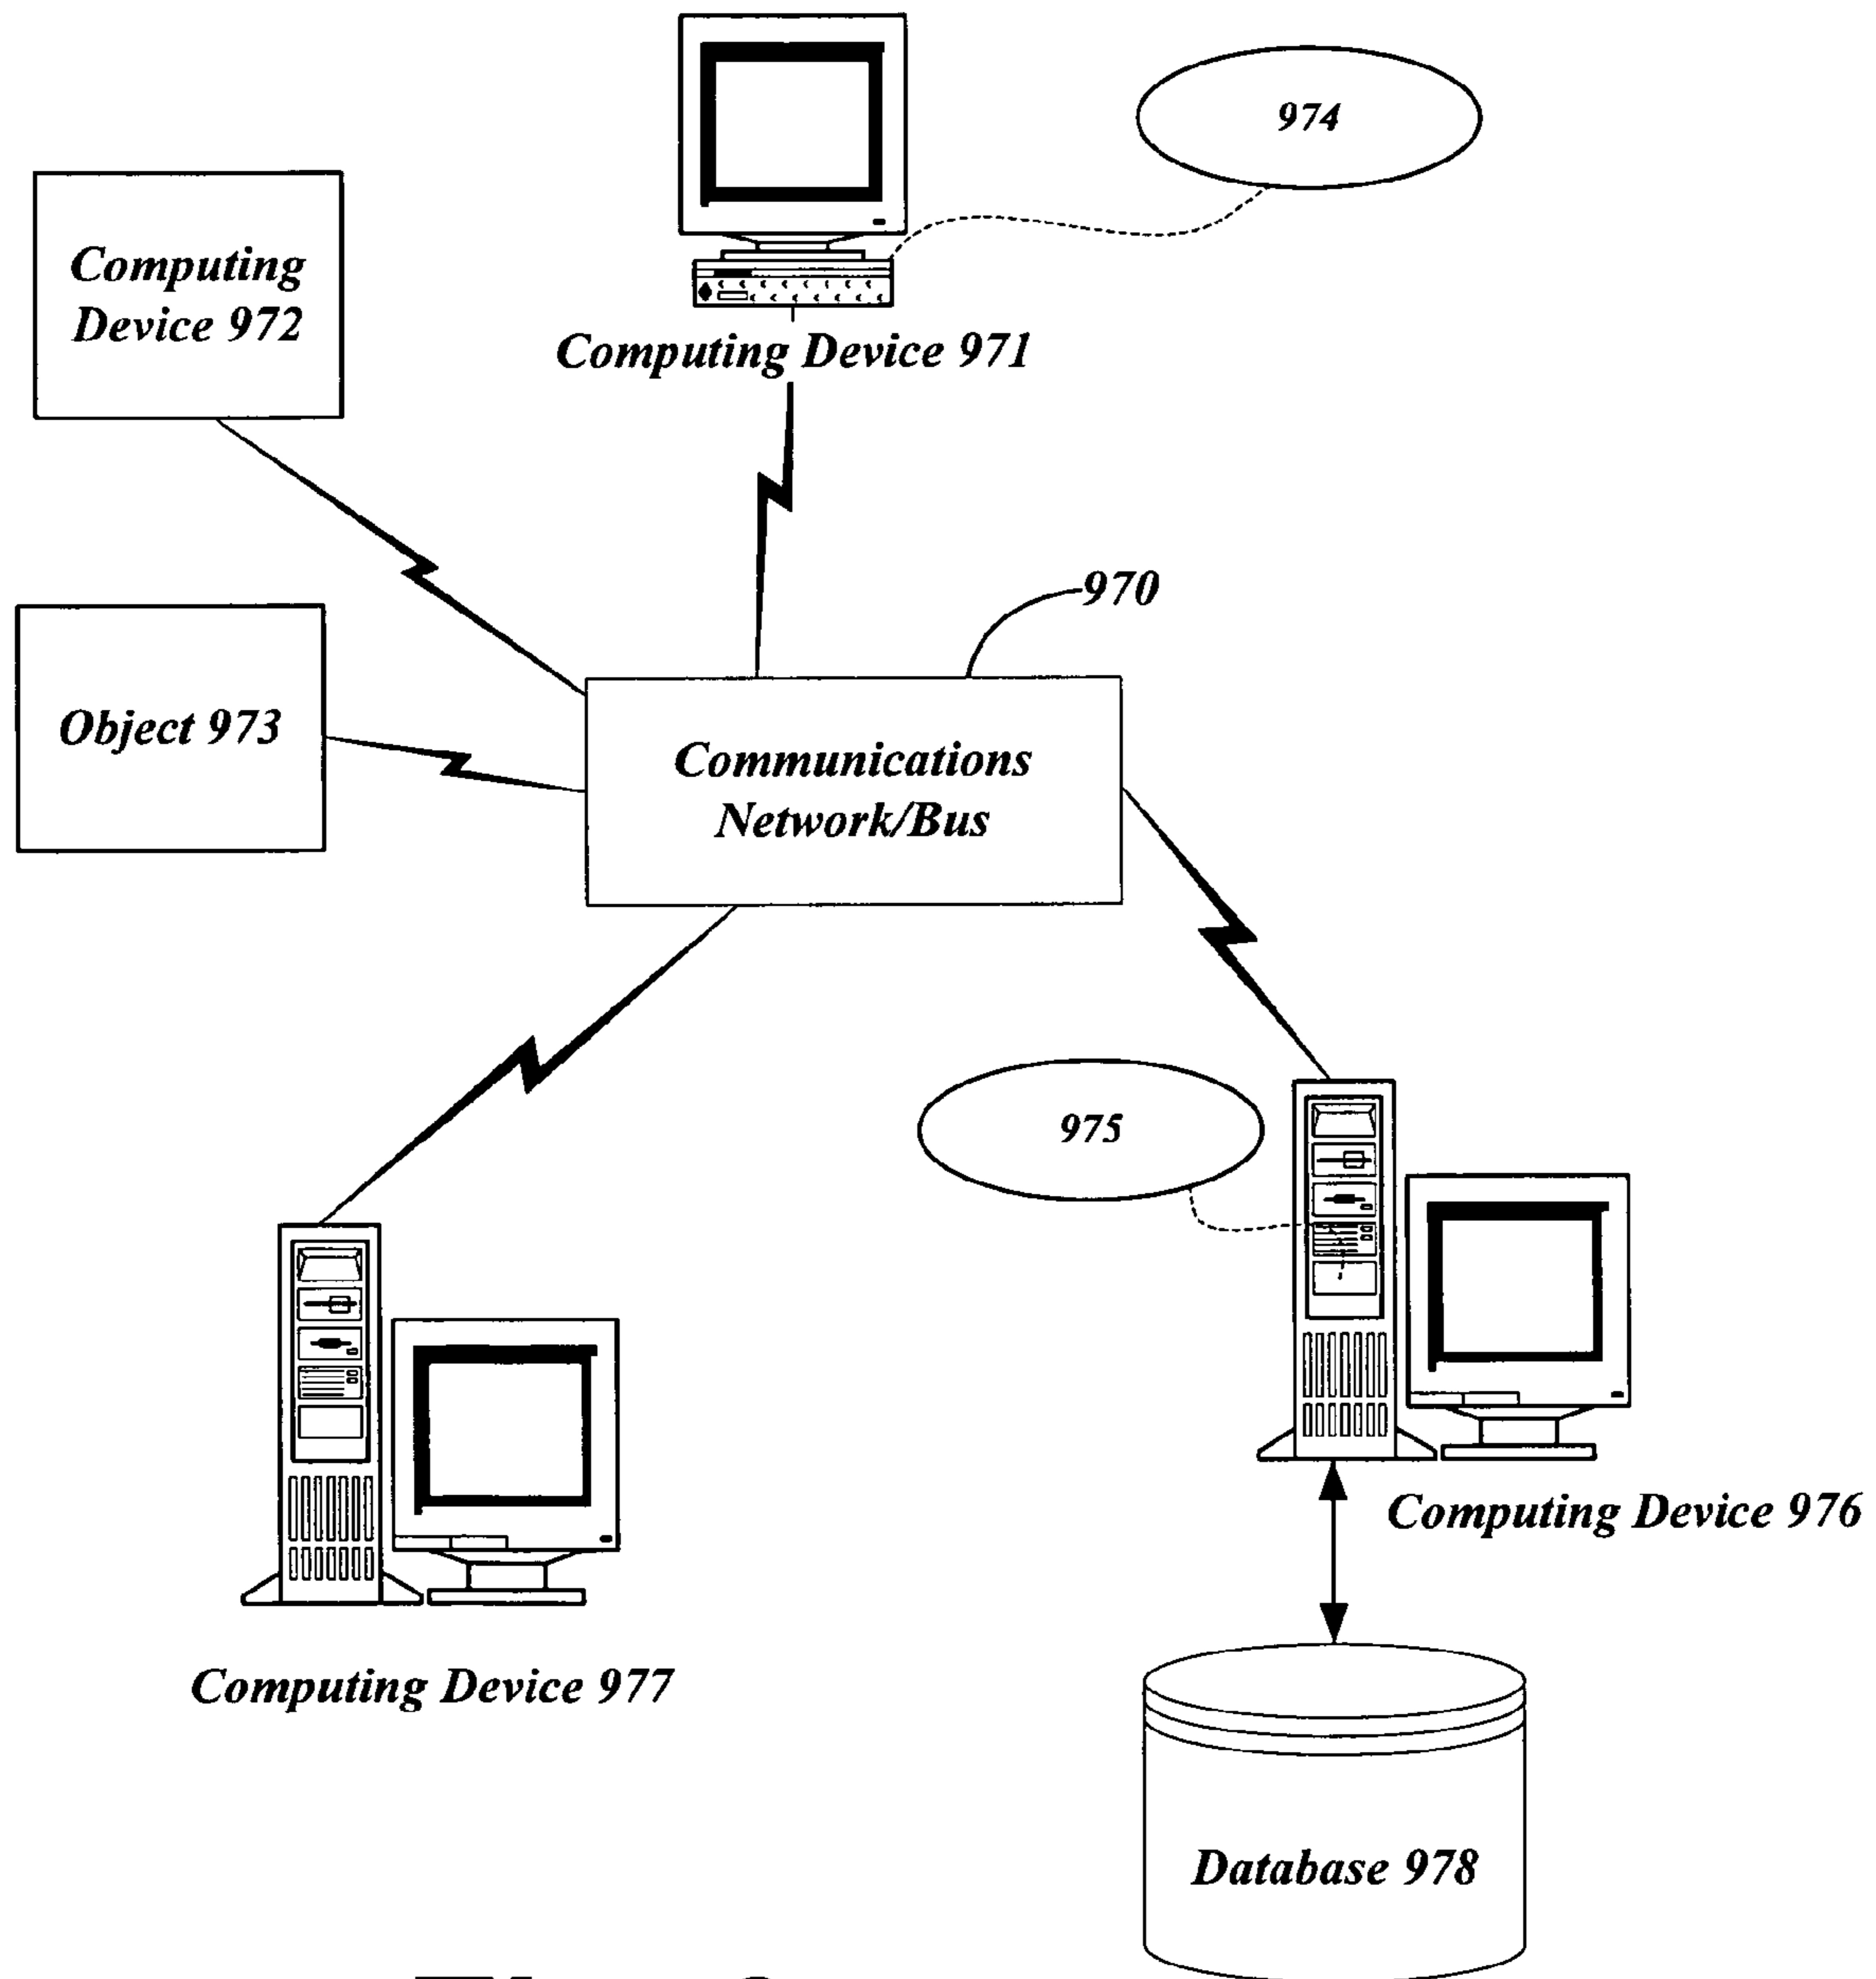 974
Computing
Device 972
Computing Device 971
970
Object 973
Communications
Network/Bus
975
Computing Device 976
Computing Device 977
Database 978